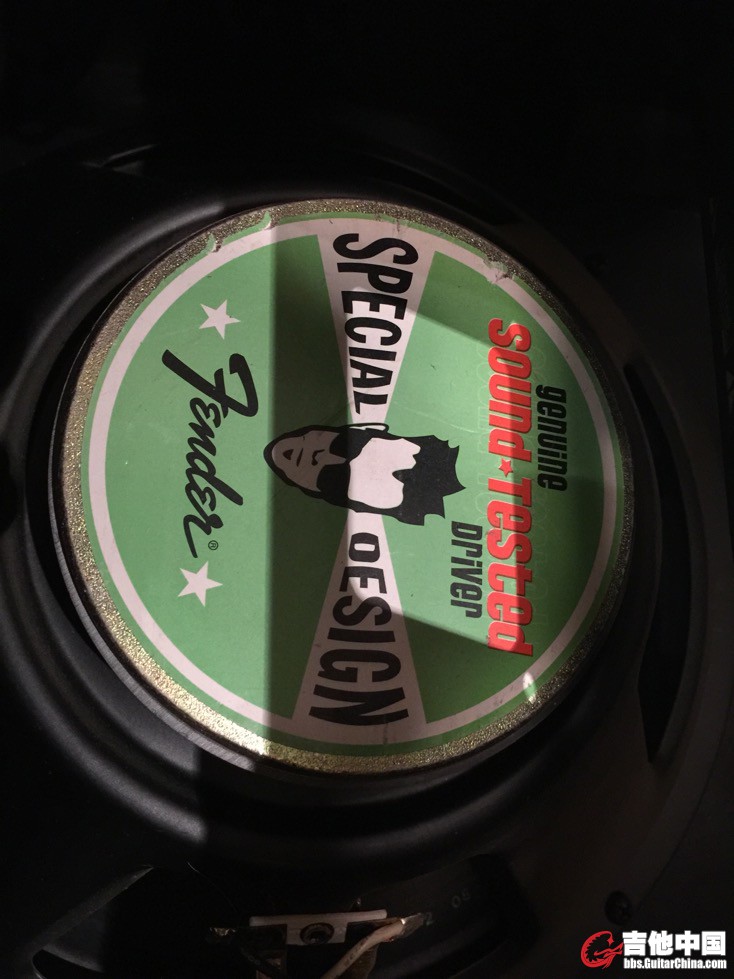 genuine
Sound★Tested
Driver
SPECIAL DESIGN
Fender®
吉他中国
bbs.GuitarChina.com